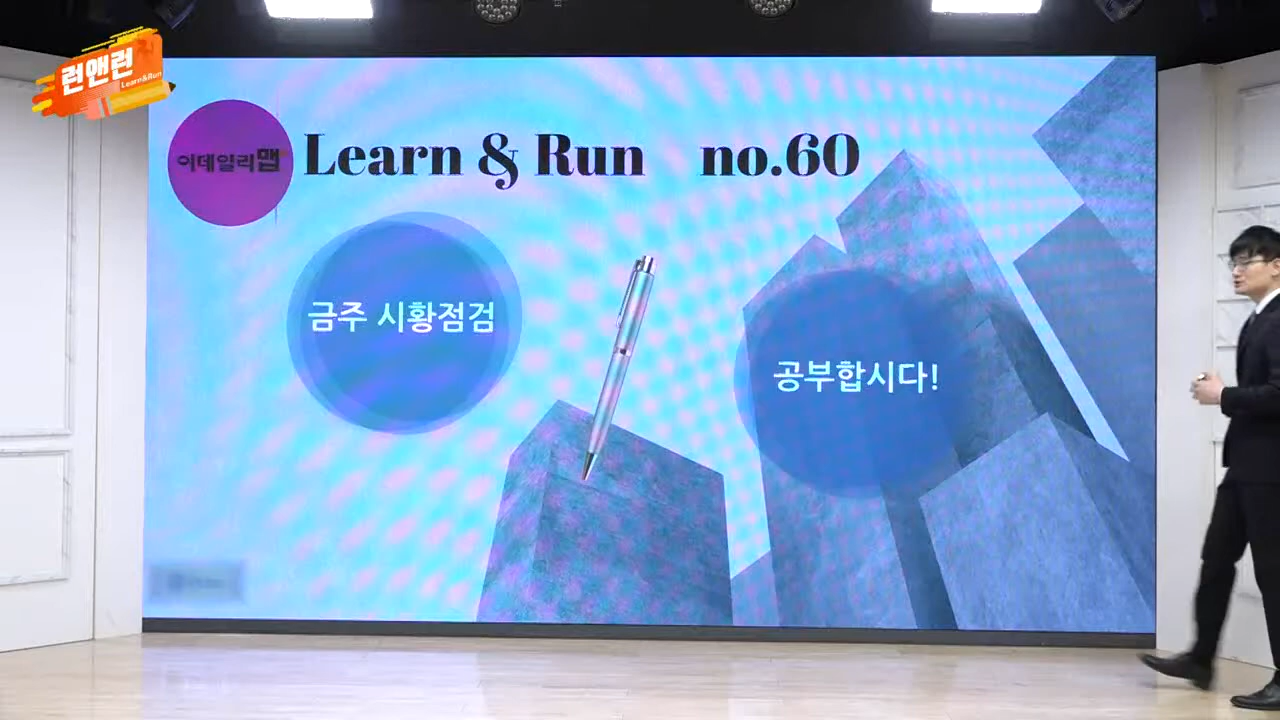 런앤런
Learn&Run
이데일리맵
Learn & Run no.60
금주 시황점검
공부합시다!